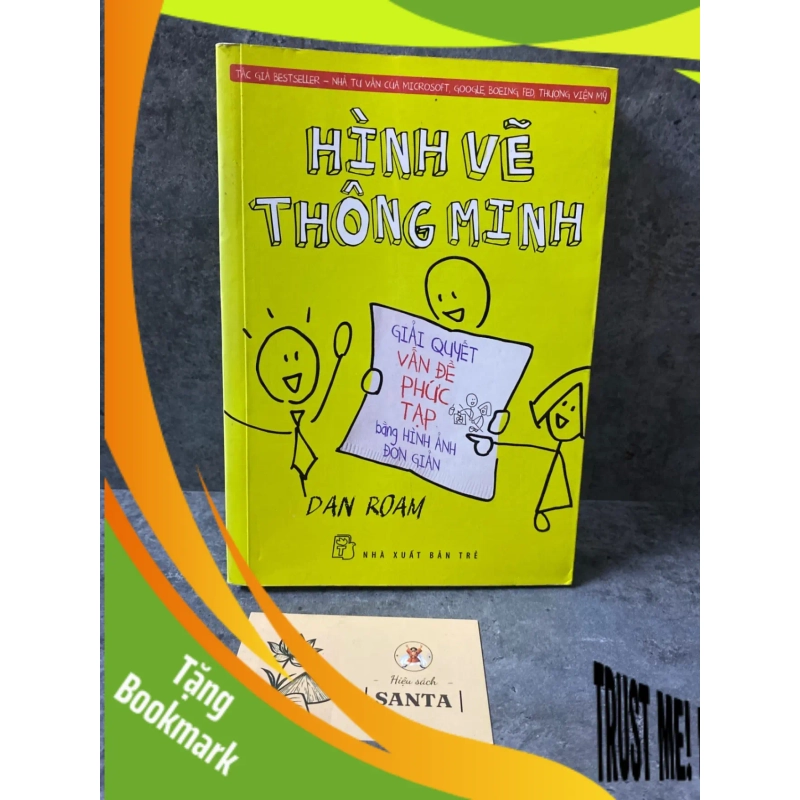 TÁC GIẢ BESTSELLER – NHÀ TƯ VẤN CỦA MICROSOFT, GOOGLE, BOEING, FED, THƯỢNG VIỆN MỸ
HÌNH VẼ
THÔNG MINH
GIẢI QUYẾT
VẤN ĐỀ
PHỨC
TẠP
bằng HÌNH ẢNH
ĐƠN GIẢN
DAN ROAM
NHÀ XUẤT BẢN TRẺ
Hiệu sách
SANTA
Tặng
Bookmark
TRUST ME!